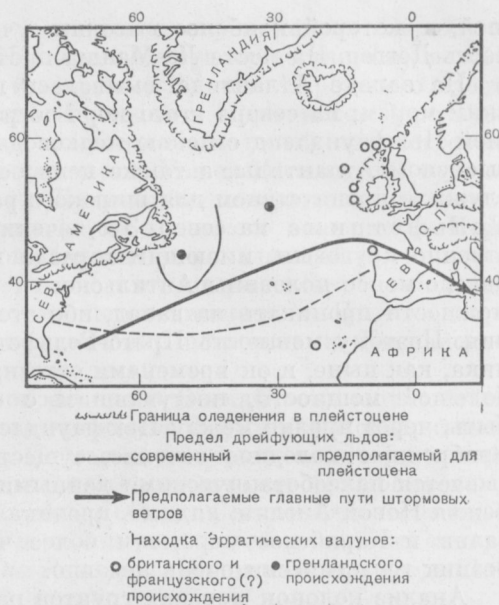 60 30 0
ГРЕНЛАНДИЯ
60 60
АМЕРИКА
40 40
СЕВ.
АФРИКА
60 30 0
Граница оледенения в плейстоцене
Предел дрейфующих льдов:
современный предполагаемый для
плейстоцена
Предполагаемые главные пути штормовых
ветров
Находка Эрратических валунов:
британского и гренландского
французского (?) происхождения
происхождения